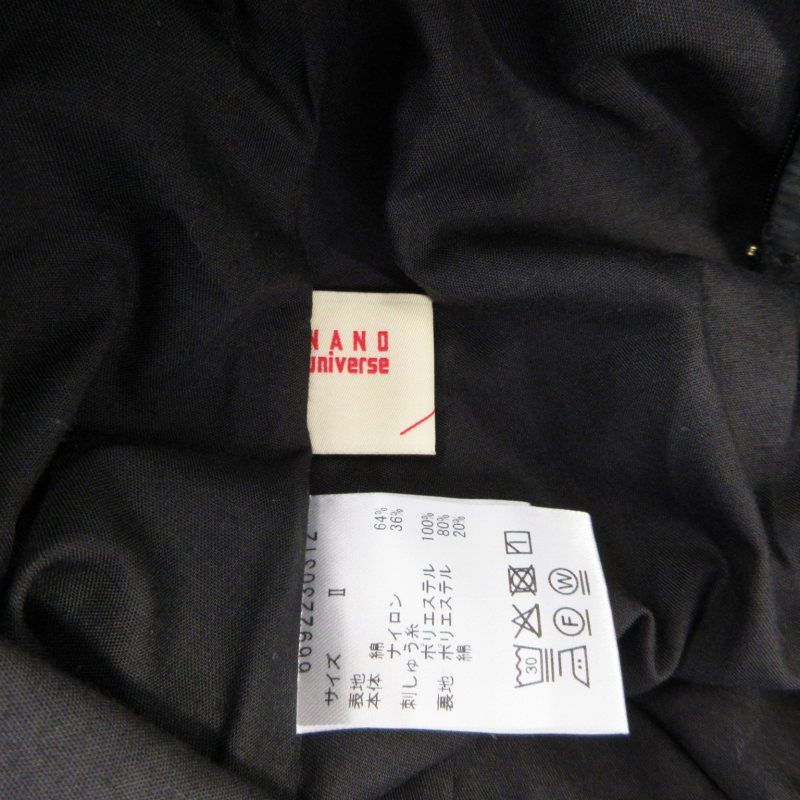 NANO
universe
6692230312
サイズ II
表地
本体 綿 64%
ナイロン 36%
刺しゅう糸
ポリエステル 100%
裏地 ポリエステル 80%
綿 20%
30
F
W